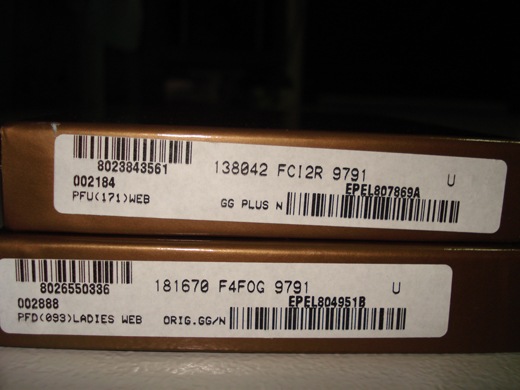 8023843561 138042 FCI2R 9791 U
002184 EPEL807869A
PFU(171)WEB GG PLUS N
8026550336 181670 F4FOG 9791 U
002888 EPEL804951B
PFD(093)LADIES WEB ORIG.GG/N